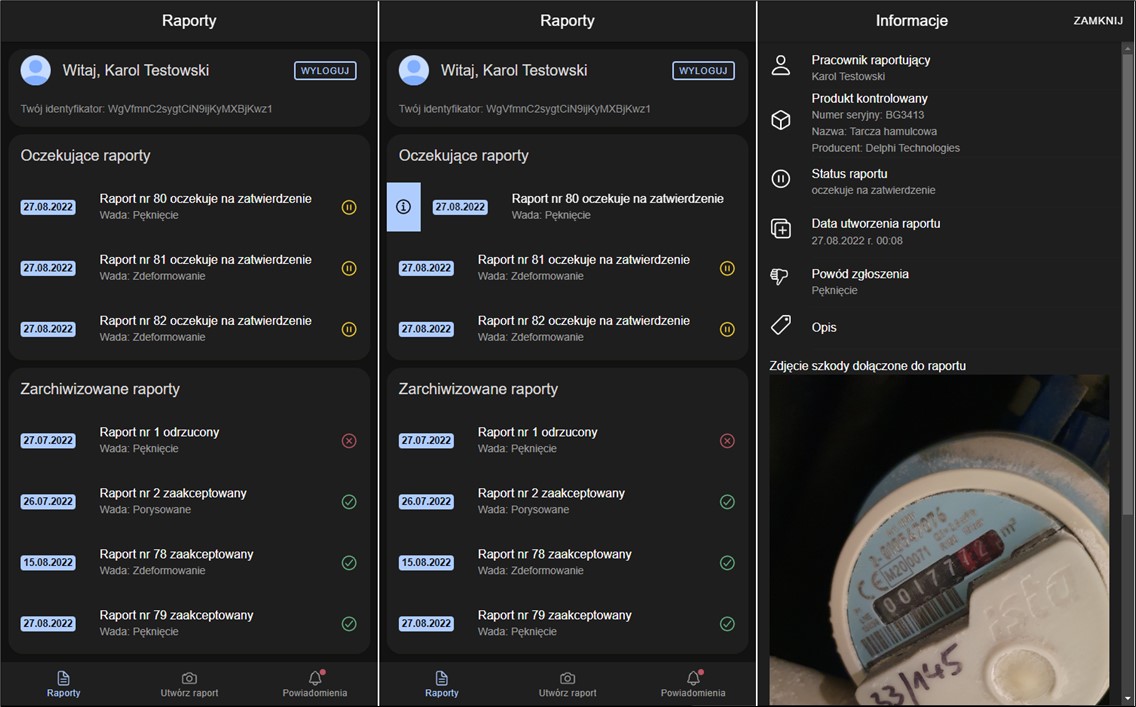 Raporty
Witaj, Karol Testowski
WYLOGUJ
Twój identyfikator: WgVfmnC2sygtCiN9ijKyMXBjKwz1
Oczekujące raporty
27.08.2022
Raport nr 80 oczekuje na zatwierdzenie
Wada: Pęknięcie
27.08.2022
Raport nr 81 oczekuje na zatwierdzenie
Wada: Zdeformowanie
27.08.2022
Raport nr 82 oczekuje na zatwierdzenie
Wada: Zdeformowanie
Zarchiwizowane raporty
27.07.2022
Raport nr 1 odrzucony
Wada: Pęknięcie
26.07.2022
Raport nr 2 zaakceptowany
Wada: Porysowane
15.08.2022
Raport nr 78 zaakceptowany
Wada: Zdeformowanie
27.08.2022
Raport nr 79 zaakceptowany
Wada: Pęknięcie
Raporty
Utwórz raport
Powiadomienia
Raporty
Witaj, Karol Testowski
WYLOGUJ
Twój identyfikator: WgVfmnC2sygtCiN9ijKyMXBjKwz1
Oczekujące raporty
27.08.2022
Raport nr 80 oczekuje na zatwierdzenie
Wada: Pęknięcie
27.08.2022
Raport nr 81 oczekuje na zatwierdzenie
Wada: Zdeformowanie
27.08.2022
Raport nr 82 oczekuje na zatwierdzenie
Wada: Zdeformowanie
Zarchiwizowane raporty
27.07.2022
Raport nr 1 odrzucony
Wada: Pęknięcie
26.07.2022
Raport nr 2 zaakceptowany
Wada: Porysowane
15.08.2022
Raport nr 78 zaakceptowany
Wada: Zdeformowanie
27.08.2022
Raport nr 79 zaakceptowany
Wada: Pęknięcie
Raporty
Utwórz raport
Powiadomienia
Informacje
ZAMKNIJ
Pracownik raportujący
Karol Testowski
Produkt kontrolowany
Numer seryjny: BG3413
Nazwa: Tarcza hamulcowa
Producent: Delphi Technologies
Status raportu
oczekuje na zatwierdzenie
Data utworzenia raportu
27.08.2022 r. 00:08
Powód zgłoszenia
Pęknięcie
Opis
Zdjęcie szkody dołączone do raportu
CE M20 0071
m³
0017772
ista
33/145